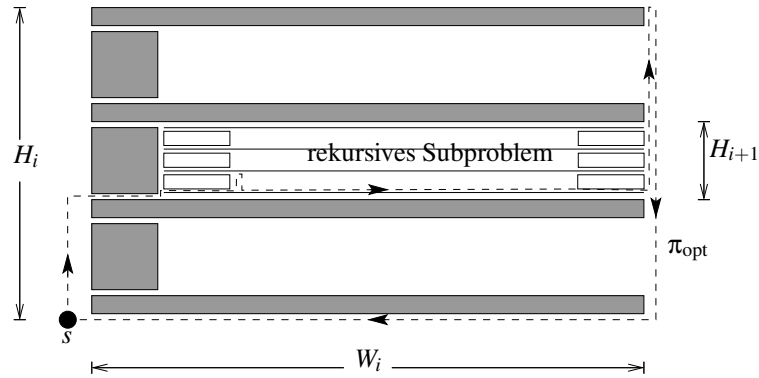 H_i
rekursives Subproblem
H_{i+1}
π_opt
s
W_i